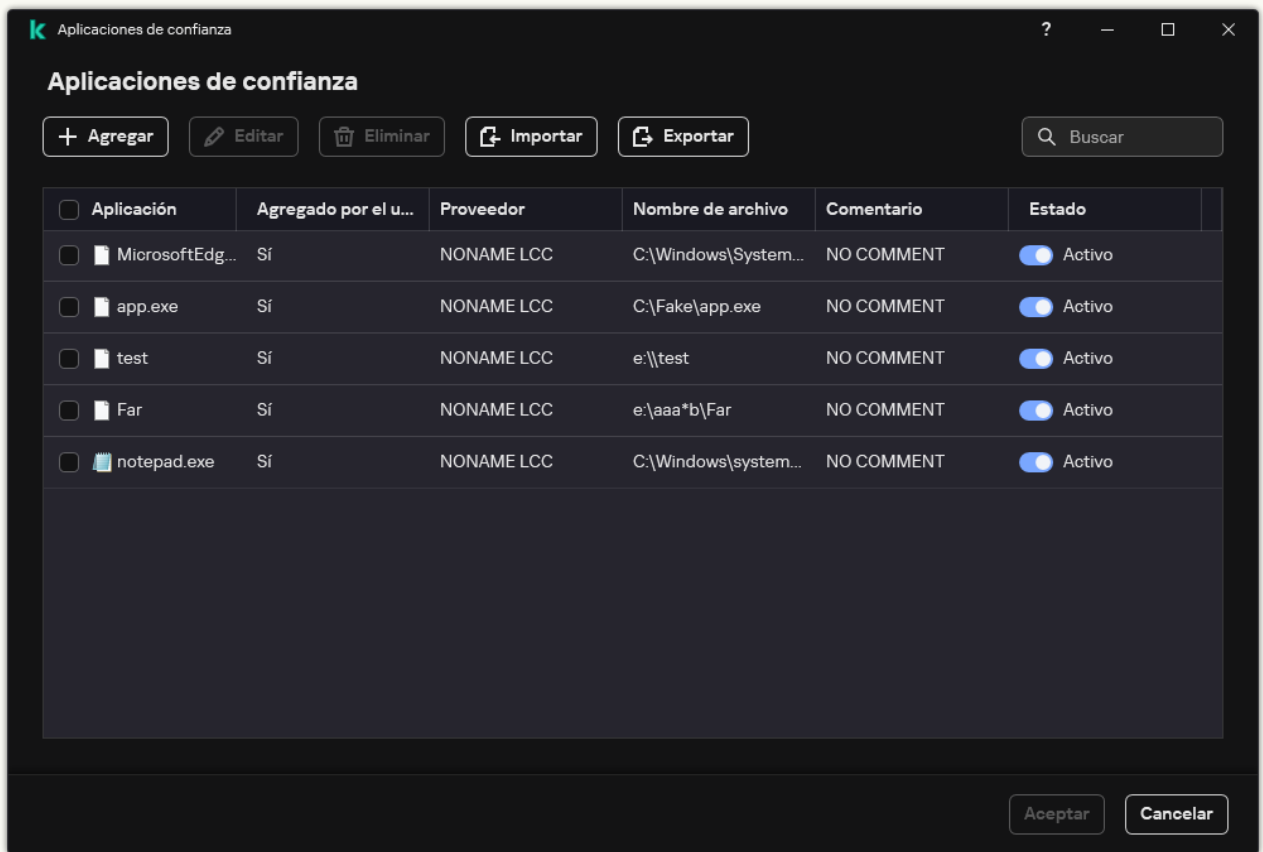 Aplicaciones de confianza
?
Aplicaciones de confianza
Agregar Editar Eliminar Importar Exportar Buscar
Aplicación Agregado por el u... Proveedor Nombre de archivo Comentario Estado
MicrosoftEdg... Sí NONAME LCC C:\Windows\System... NO COMMENT Activo
app.exe Sí NONAME LCC C:\Fake\app.exe NO COMMENT Activo
test Sí NONAME LCC e:\\test NO COMMENT Activo
Far Sí NONAME LCC e:\aaa*b\Far NO COMMENT Activo
notepad.exe Sí NONAME LCC C:\Windows\system... NO COMMENT Activo
Aceptar Cancelar